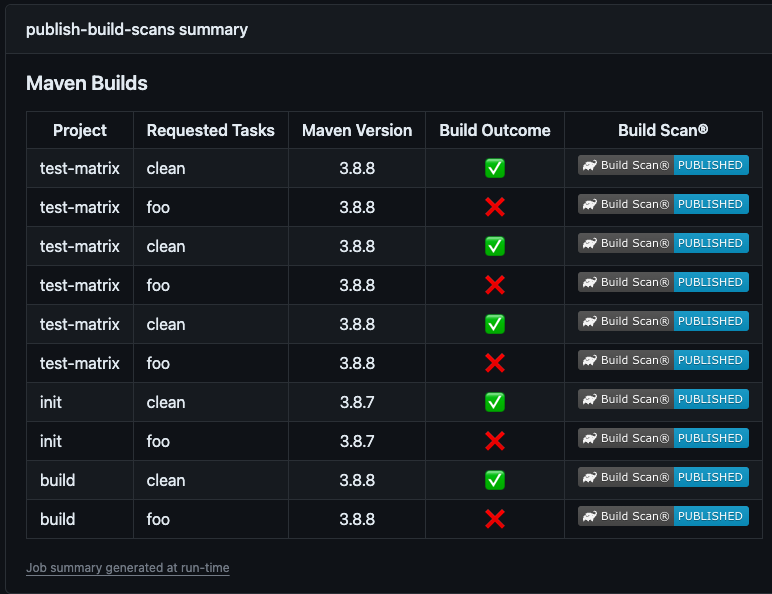 publish-build-scans summary
Maven Builds
Project Requested Tasks Maven Version Build Outcome Build Scan®
test-matrix clean 3.8.8 Build Scan® PUBLISHED
test-matrix foo 3.8.8 Build Scan® PUBLISHED
test-matrix clean 3.8.8 Build Scan® PUBLISHED
test-matrix foo 3.8.8 Build Scan® PUBLISHED
test-matrix clean 3.8.8 Build Scan® PUBLISHED
test-matrix foo 3.8.8 Build Scan® PUBLISHED
init clean 3.8.7 Build Scan® PUBLISHED
init foo 3.8.7 Build Scan® PUBLISHED
build clean 3.8.8 Build Scan® PUBLISHED
build foo 3.8.8 Build Scan® PUBLISHED
Job summary generated at run-time